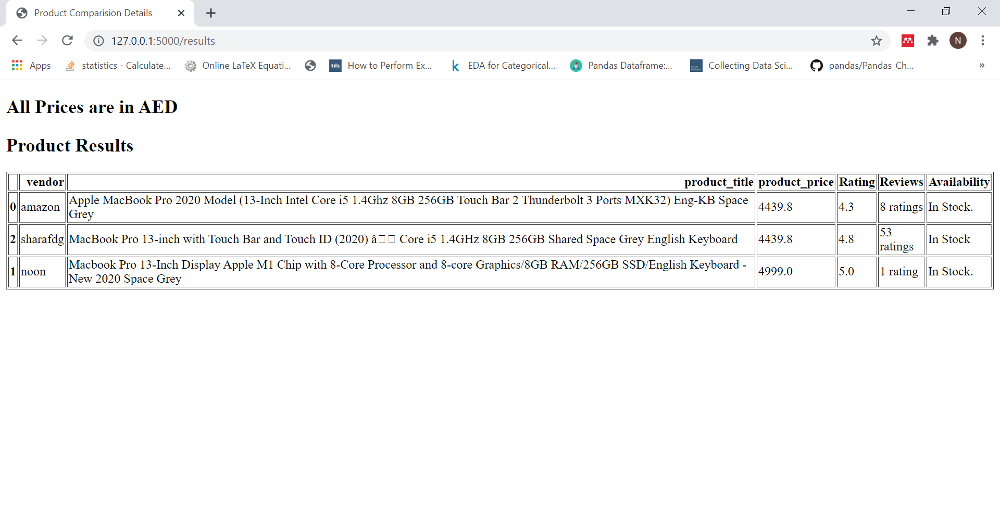 Product Comparision Details
127.0.0.1:5000/results
N
Apps
statistics - Calculate...
Online LaTeX Equati...
tds
How to Perform Ex...
k
EDA for Categorical...
Pandas Dataframe:...
Collecting Data Sci...
pandas/Pandas_Ch...
»
All Prices are in AED
Product Results
vendor product_title product_price Rating Reviews Availability
0 amazon Apple MacBook Pro 2020 Model (13-Inch Intel Core i5 1.4Ghz 8GB 256GB Touch Bar 2 Thunderbolt 3 Ports MXK32) Eng-KB Space
Grey 4439.8 4.3 8 ratings In Stock.
2 sharafdg MacBook Pro 13-inch with Touch Bar and Touch ID (2020) â□□ Core i5 1.4GHz 8GB 256GB Shared Space Grey English Keyboard 4439.8 4.8 53
ratings In Stock
1 noon Macbook Pro 13-Inch Display Apple M1 Chip with 8-Core Processor and 8-core Graphics/8GB RAM/256GB SSD/English Keyboard -
New 2020 Space Grey 4999.0 5.0 1 rating In Stock.